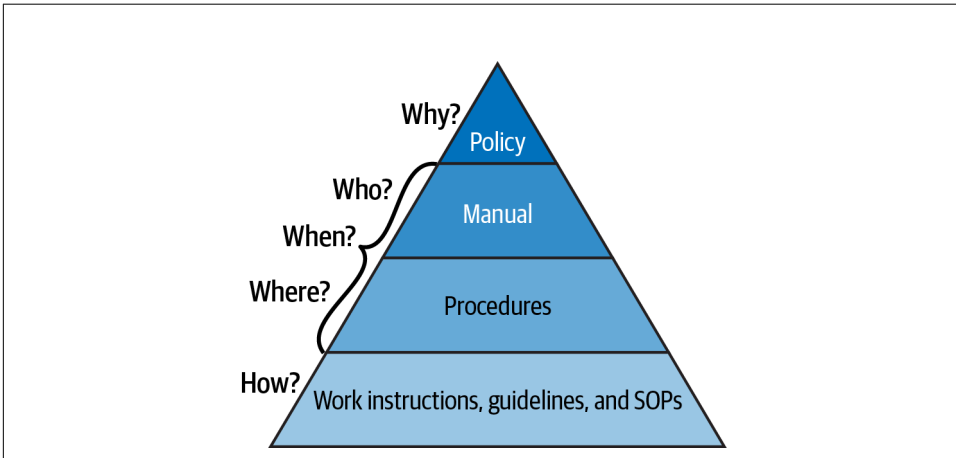 Why?
Policy
Who?
Manual
When?
Where?
Procedures
How?
Work instructions, guidelines, and SOPs